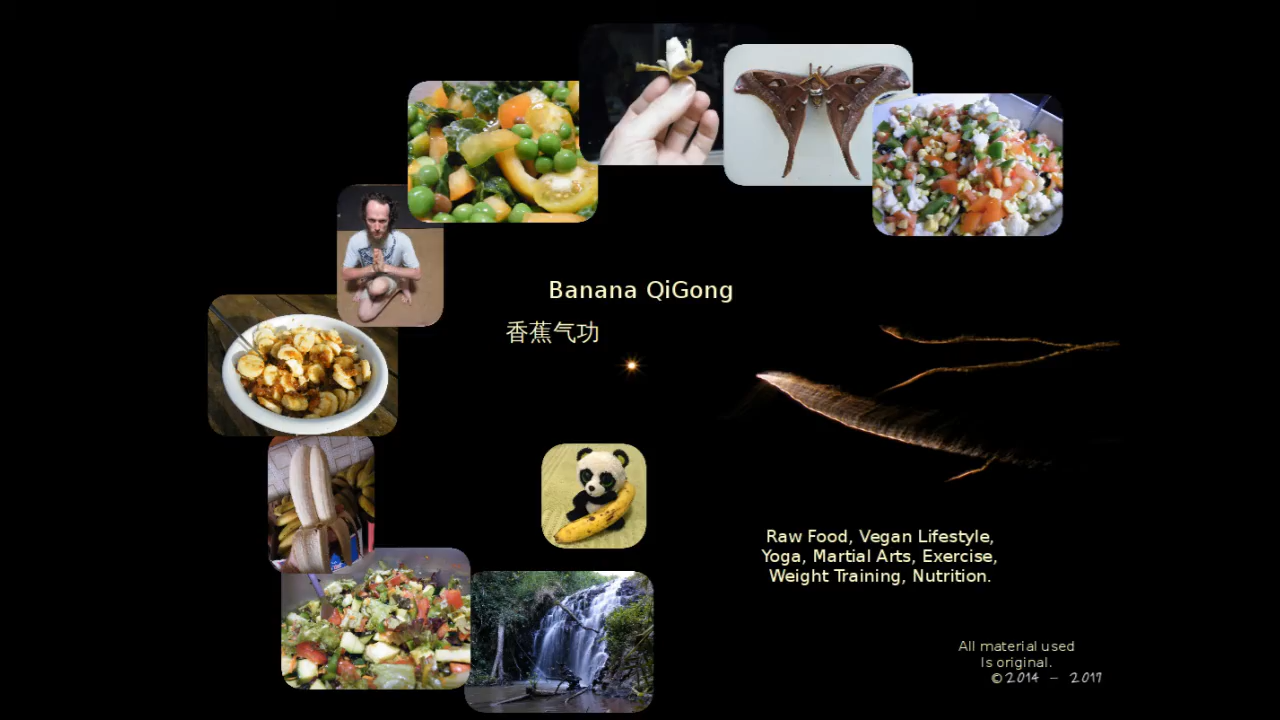 Banana QiGong
香蕉气功
Raw Food, Vegan Lifestyle,
Yoga, Martial Arts, Exercise,
Weight Training, Nutrition.
All material used
Is original.
©2014 – 2017